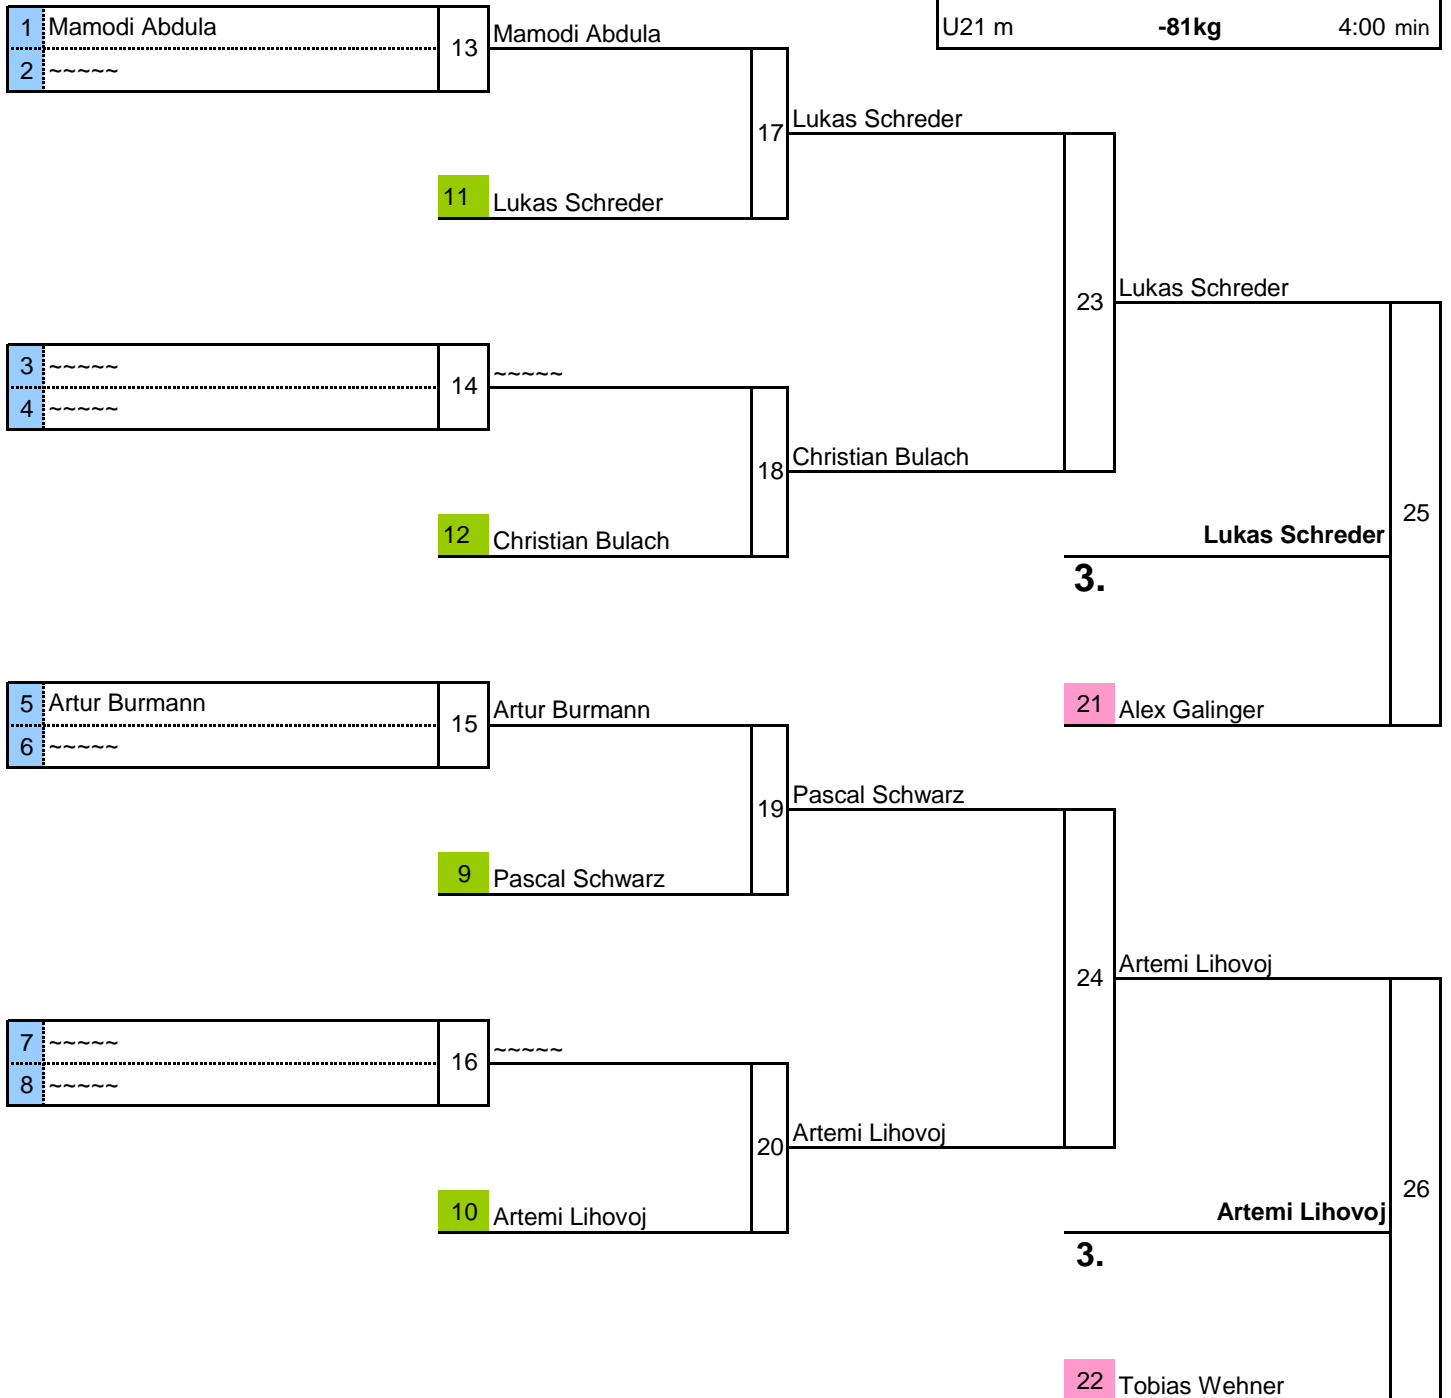 U21 m -81kg 4:00 min
1 Mamodi Abdula
2 ~~~~~
13 Mamodi Abdula
11 Lukas Schreder
17 Lukas Schreder
3 ~~~~~
4 ~~~~~
14 ~~~~~
12 Christian Bulach
18 Christian Bulach
23 Lukas Schreder
25
Lukas Schreder
3.
21 Alex Galinger
5 Artur Burmann
6 ~~~~~
15 Artur Burmann
9 Pascal Schwarz
19 Pascal Schwarz
7 ~~~~~
8 ~~~~~
16 ~~~~~
10 Artemi Lihovoj
20 Artemi Lihovoj
24 Artemi Lihovoj
26
Artemi Lihovoj
3.
22 Tobias Wehner